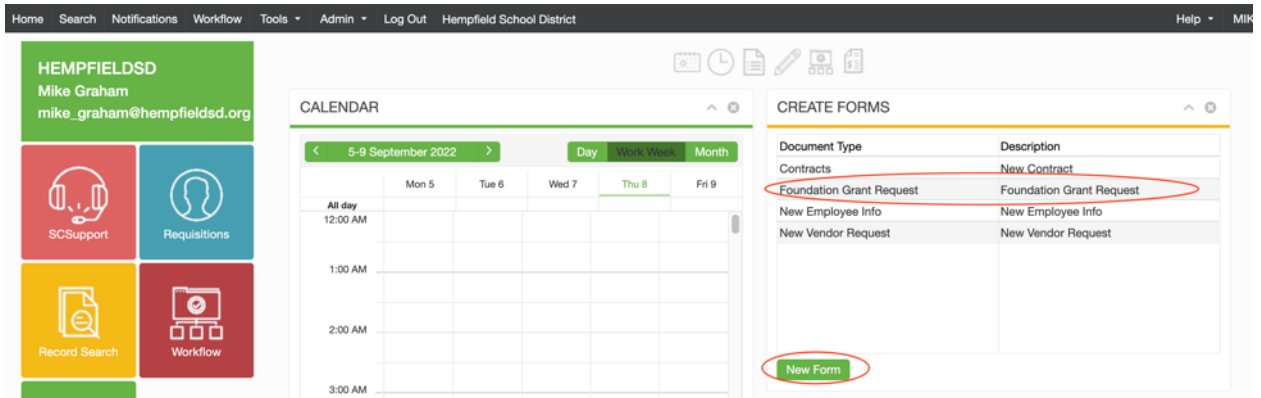 Home Search Notifications Workflow Tools Admin Log Out Hempfield School District Help MIK
HEMPFIELDSD
Mike Graham
mike_graham@hempfieldsd.org
SCSupport
Requisitions
Record Search
Workflow
CALENDAR
5-9 September 2022
Day Work Week Month
Mon 5 Tue 6 Wed 7 Thu 8 Fri 9
All day
12:00 AM
1:00 AM
2:00 AM
3:00 AM
CREATE FORMS
Document Type Description
Contracts New Contract
Foundation Grant Request Foundation Grant Request
New Employee Info New Employee Info
New Vendor Request New Vendor Request
New Form